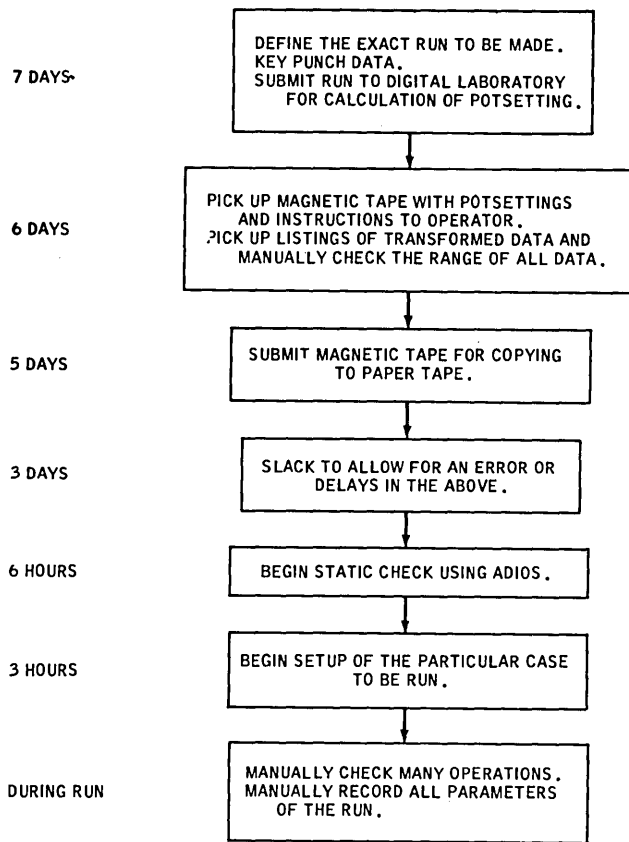 7 DAYS
DEFINE THE EXACT RUN TO BE MADE.
KEY PUNCH DATA.
SUBMIT RUN TO DIGITAL LABORATORY
FOR CALCULATION OF POTSETTING.
6 DAYS
PICK UP MAGNETIC TAPE WITH POTSETTINGS
AND INSTRUCTIONS TO OPERATOR.
PICK UP LISTINGS OF TRANSFORMED DATA AND
MANUALLY CHECK THE RANGE OF ALL DATA.
5 DAYS
SUBMIT MAGNETIC TAPE FOR COPYING
TO PAPER TAPE.
3 DAYS
SLACK TO ALLOW FOR AN ERROR OR
DELAYS IN THE ABOVE.
6 HOURS
BEGIN STATIC CHECK USING ADIOS.
3 HOURS
BEGIN SETUP OF THE PARTICULAR CASE
TO BE RUN.
DURING RUN
MANUALLY CHECK MANY OPERATIONS.
MANUALLY RECORD ALL PARAMETERS
OF THE RUN.